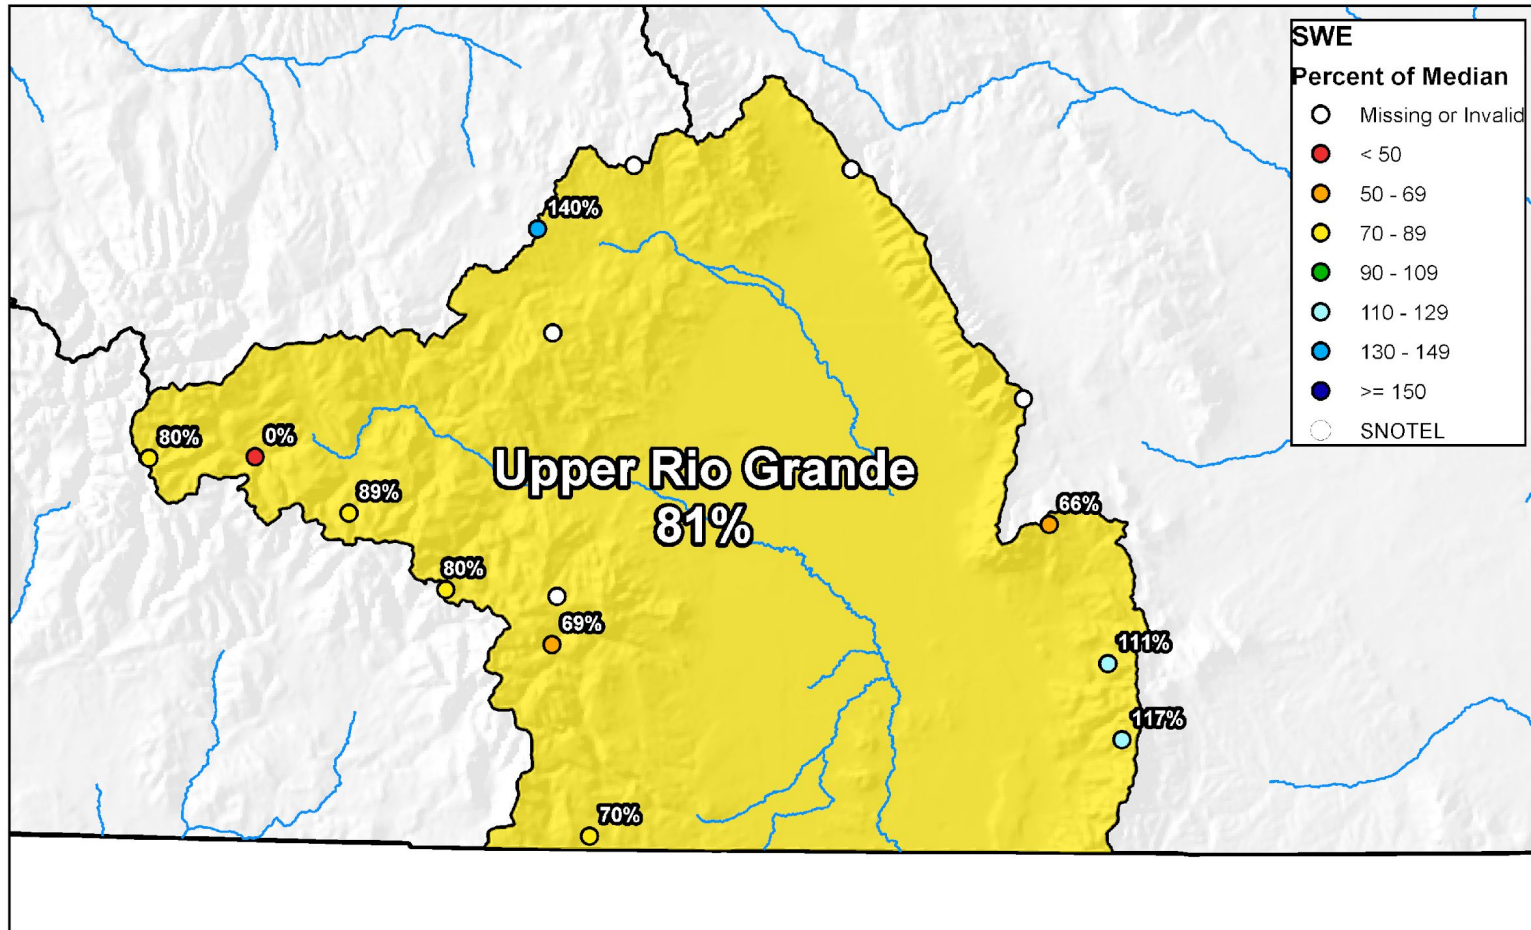 SWE
Percent of Median
Missing or Invalid
< 50
50 - 69
70 - 89
90 - 109
110 - 129
130 - 149
>= 150
SNOTEL
140%
80%
0%
89%
Upper Rio Grande
81%
66%
80%
69%
111%
117%
70%